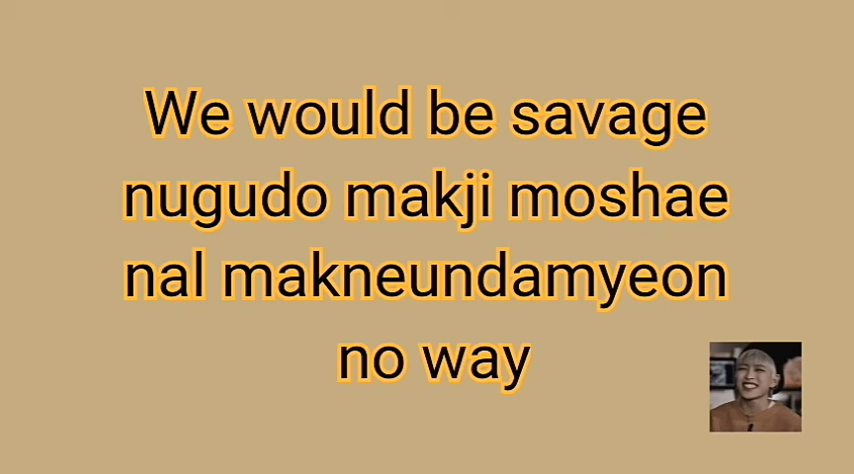 We would be savage
nugudo makji moshae
nal makneundamyeon
no way